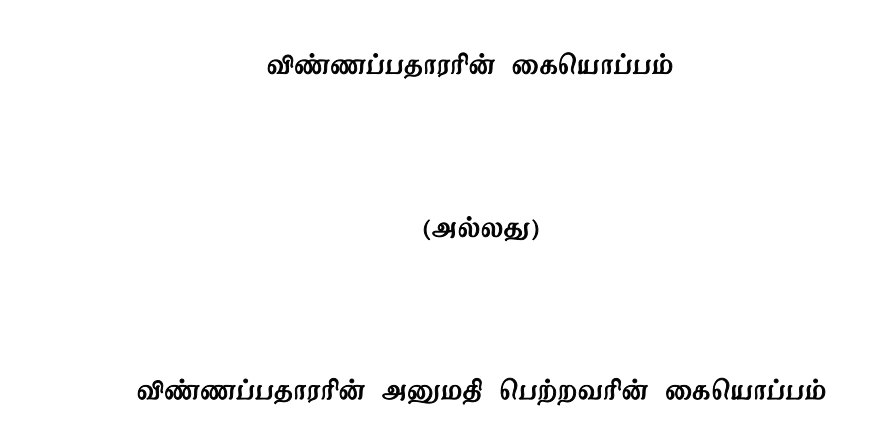 விண்ணப்பதாரரின் கையொப்பம்
(அல்லது)
விண்ணப்பதாரரின் அனுமதி பெற்றவரின் கையொப்பம்